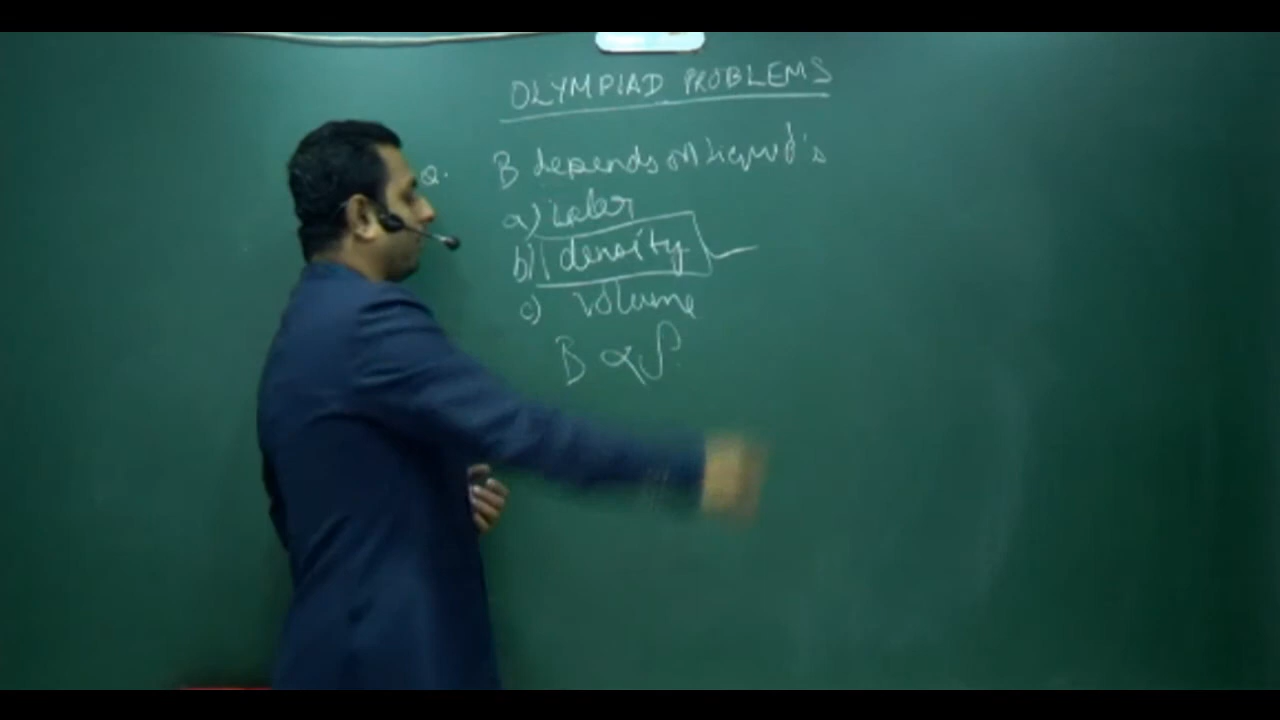 OLYMPIAD PROBLEMS
Q. B depends on liquid's
a) color
b) density
c) volume
B ∝ ρ